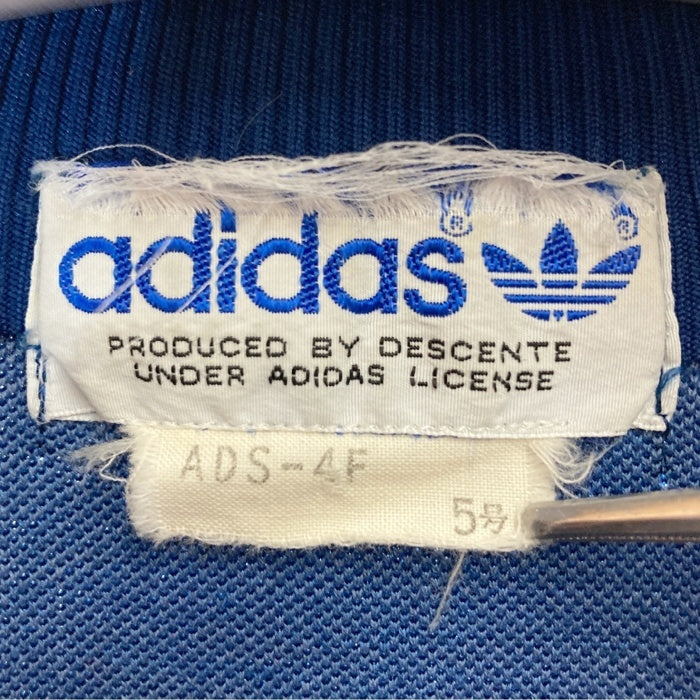 adidas
PRODUCED BY DESCENTE
UNDER ADIDAS LICENSE
ADS-4F
5号